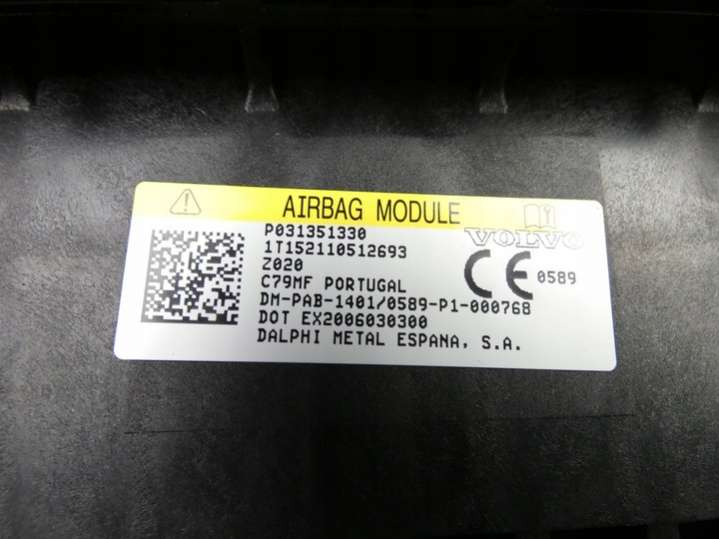 AIRBAG MODULE
P031351330
VOLVO
1T152110512693
Z020
CE 0589
C79MF PORTUGAL
DM-PAB-1401/0589-P1-000768
DOT EX2006030300
DALPHI METAL ESPANA, S.A.